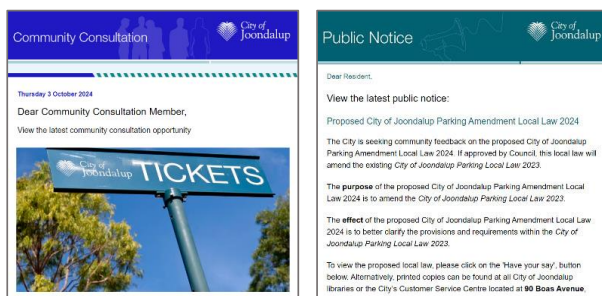 Community Consultation
City of
Joondalup
Thursday 3 October 2024
Dear Community Consultation Member,
View the latest community consultation opportunity
City of
Joondalup
TICKETS
Public Notice
City of
Joondalup
Dear Resident,
View the latest public notice:
Proposed City of Joondalup Parking Amendment Local Law 2024
The City is seeking community feedback on the proposed City of Joondalup
Parking Amendment Local Law 2024. If approved by Council, this local law will
amend the existing City of Joondalup Parking Local Law 2023.
The purpose of the proposed City of Joondalup Parking Amendment Local
Law 2024 is to amend the City of Joondalup Parking Local Law 2023.
The effect of the proposed City of Joondalup Parking Amendment Local Law
2024 is to better clarify the provisions and requirements within the City of
Joondalup Parking Local Law 2023.
To view the proposed local law, please click on the 'Have your say', button
below. Alternatively, printed copies can be found at all City of Joondalup
libraries or the City's Customer Service Centre located at 90 Boas Avenue,